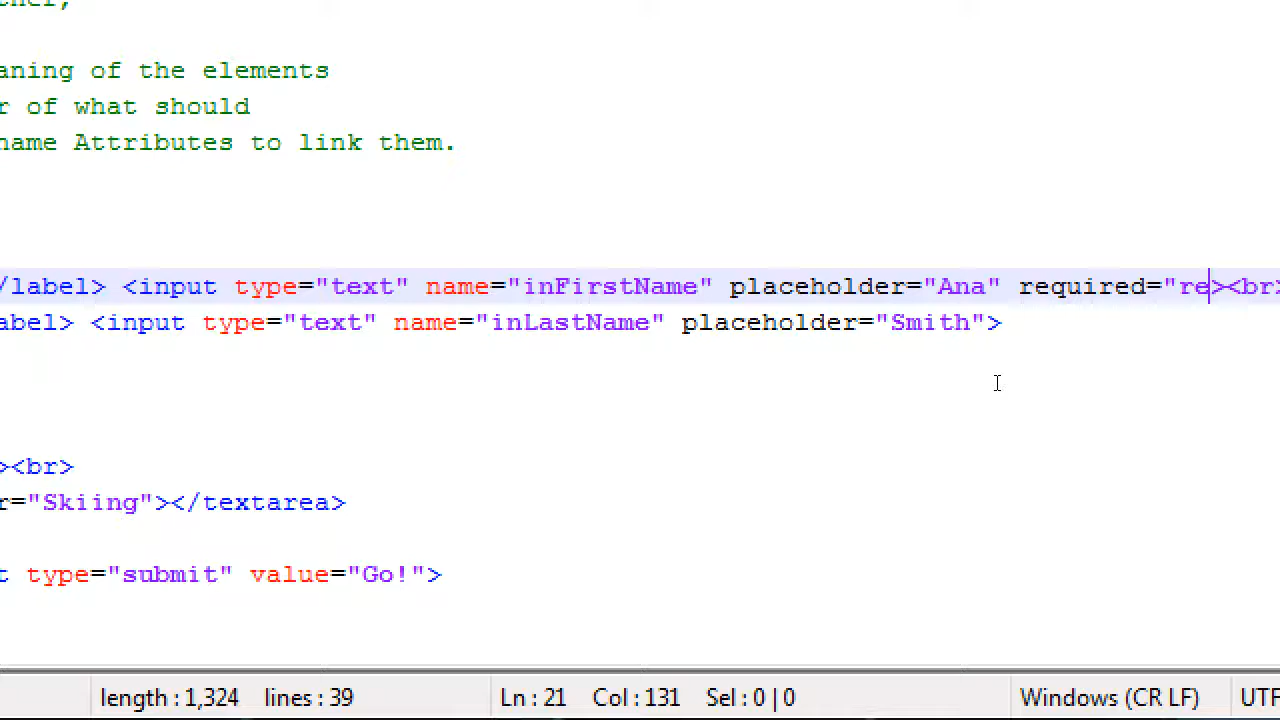 ther,
aning of the elements
r of what should
name Attributes to link them.
/label> <input type="text" name="inFirstName" placeholder="Ana" required="re><br>
abel> <input type="text" name="inLastName" placeholder="Smith">
><br>
r="Skiing"></textarea>
t type="submit" value="Go!">
length : 1,324 lines : 39 Ln : 21 Col : 131 Sel : 0 | 0 Windows (CR LF) UTF